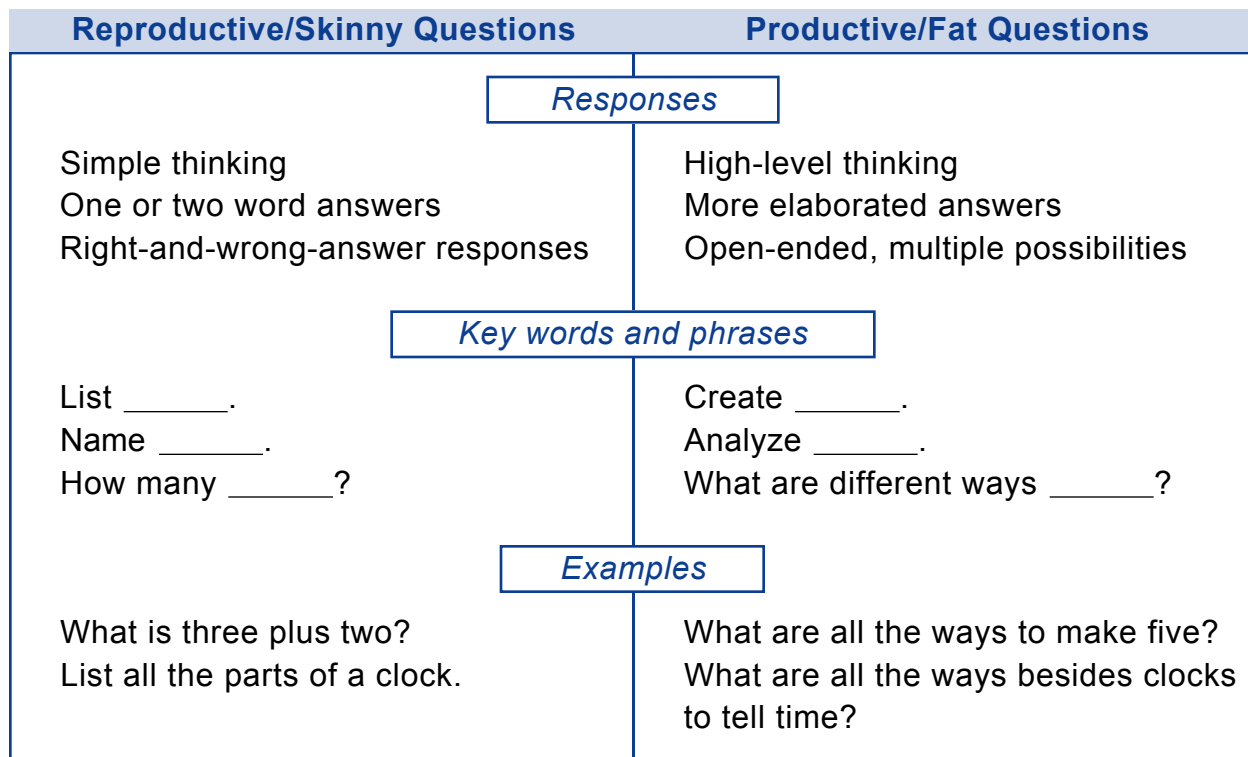 Reproductive/Skinny Questions
Productive/Fat Questions
Responses
Simple thinking
One or two word answers
Right-and-wrong-answer responses
High-level thinking
More elaborated answers
Open-ended, multiple possibilities
Key words and phrases
List ______.
Name ______.
How many ______?
Create ______.
Analyze ______.
What are different ways ______?
Examples
What is three plus two?
List all the parts of a clock.
What are all the ways to make five?
What are all the ways besides clocks
to tell time?